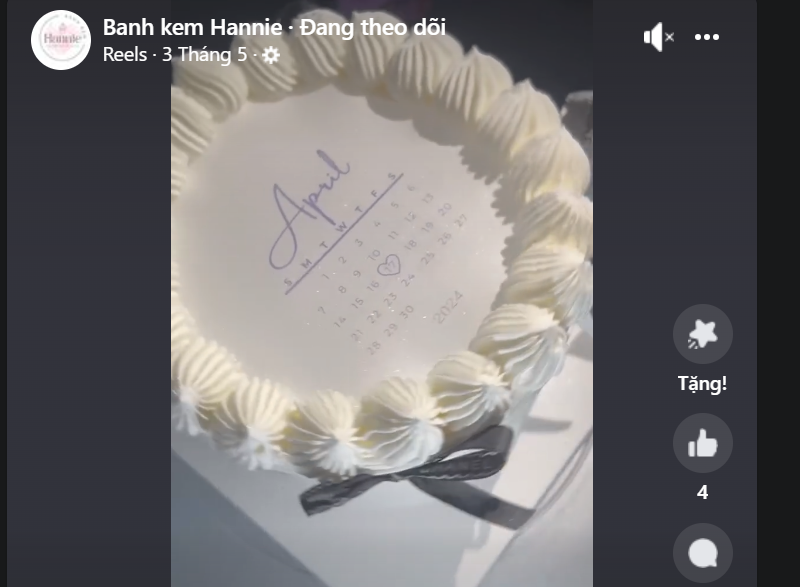 Banh kem Hannie · Đang theo dõi
Reels · 3 Tháng 5 ·
Hannie
April
S M T W T F S
1 2 3 4 5 6
7 8 9 10 11 12 13
14 15 16 17 18 19 20
21 22 23 24 25 26 27
28 29 30
2024
Tặng!
4